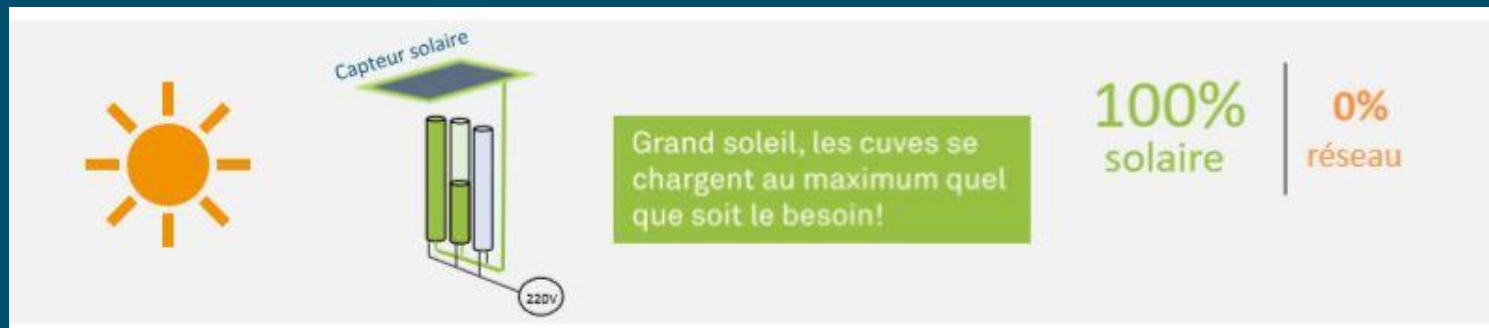 Capteur solaire
220V
Grand soleil, les cuves se
chargent au maximum quel
que soit le besoin!
100%
solaire
0%
réseau